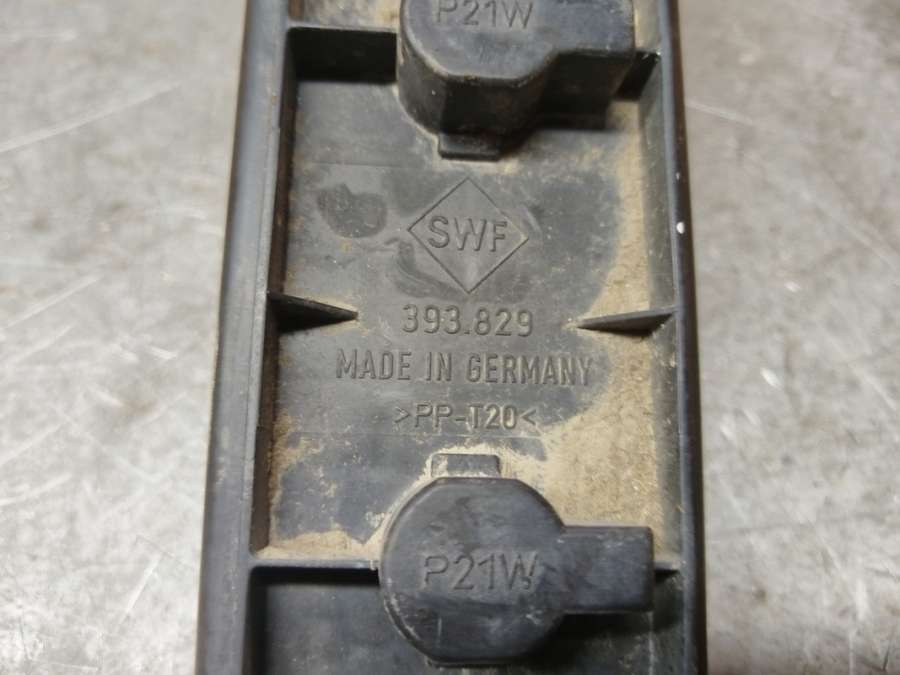 P21W
SWF
393.829
MADE IN GERMANY
>PP-T20<
P21W